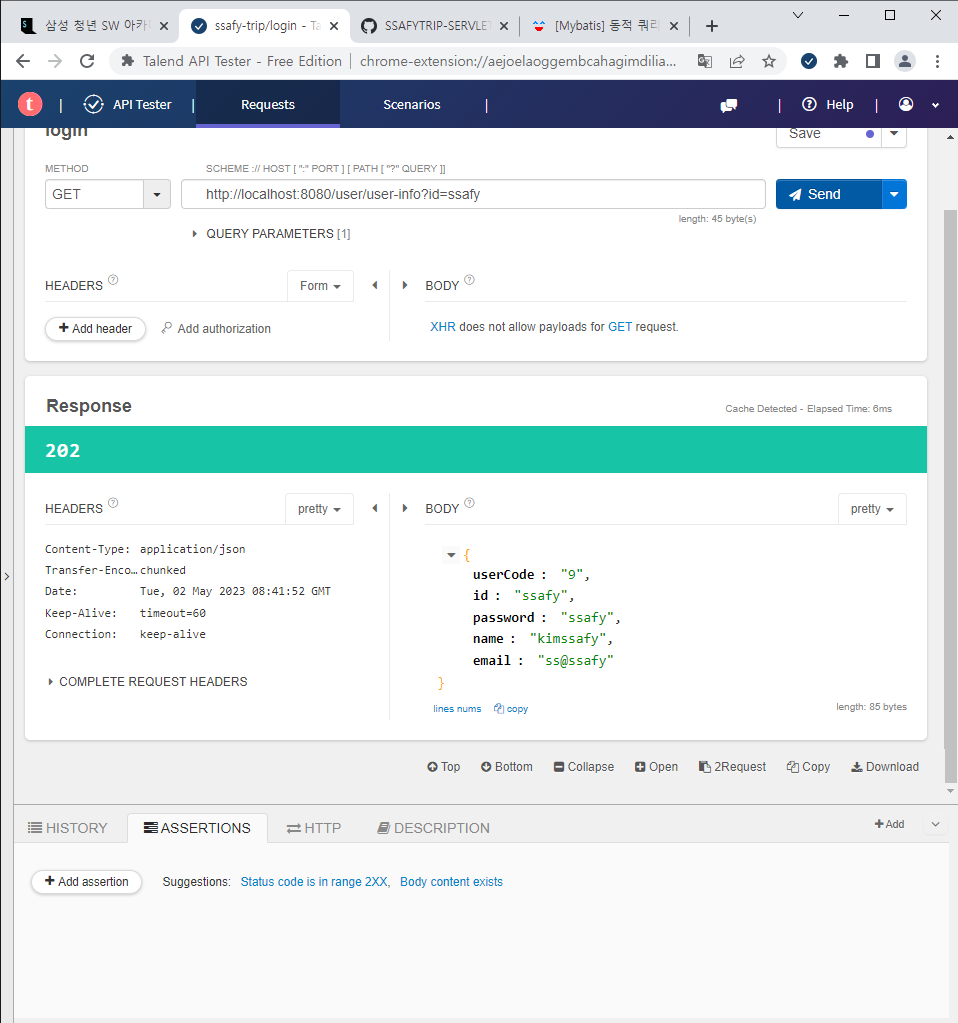 삼성 청년 SW 아카 ssafy-trip/login - Ta SSAFYTRIP-SERVLET [Mybatis] 동적 쿼리
Talend API Tester - Free Edition | chrome-extension://aejoelaoggembcahagimdilia...
t | API Tester | Requests Scenarios | | Help |
login
Save
METHOD SCHEME :// HOST [ ":" PORT ] [ PATH [ "?" QUERY ]]
GET http://localhost:8080/user/user-info?id=ssafy Send
length: 45 byte(s)
QUERY PARAMETERS [1]
HEADERS Form BODY
Add header Add authorization XHR does not allow payloads for GET request.
Response
Cache Detected - Elapsed Time: 6ms
202
HEADERS pretty BODY pretty
Content-Type: application/json
Transfer-Enco… chunked
Date: Tue, 02 May 2023 08:41:52 GMT
Keep-Alive: timeout=60
Connection: keep-alive
COMPLETE REQUEST HEADERS
{
userCode : "9",
id : "ssafy",
password : "ssafy",
name : "kimssafy",
email : "ss@ssafy"
}
lines nums copy length: 85 bytes
Top Bottom Collapse Open 2Request Copy Download
HISTORY ASSERTIONS HTTP DESCRIPTION Add
Add assertion Suggestions: Status code is in range 2XX, Body content exists